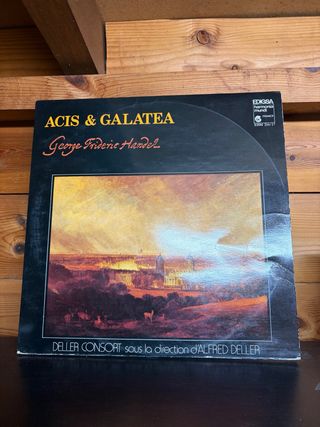 ACIS & GALATEA
EDIGSA
harmonia
mundi
George Frideric Handel
DELLER CONSORT sous la direction d'ALFRED DELLER